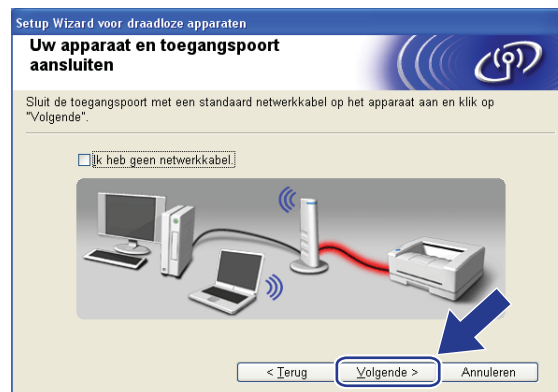 Setup Wizard voor draadloze apparaten
Uw apparaat en toegangspoort
aansluiten
Sluit de toegangspoort met een standaard netwerkkabel op het apparaat aan en klik op
"Volgende".
Ik heb geen netwerkkabel.
< Terug
Volgende >
Annuleren